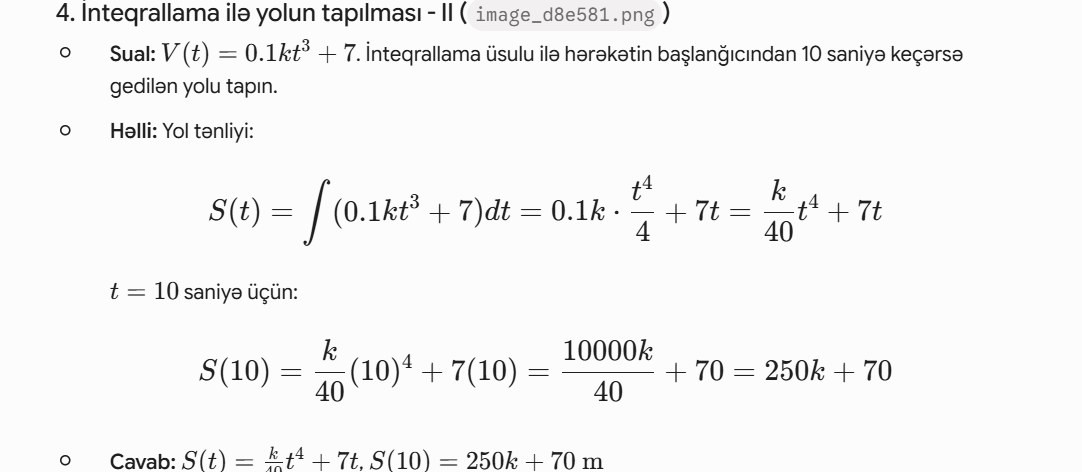 4. İnteqrallama ilə yolun tapılması - II ( image_d8e581.png )
Sual: V(t) = 0.1kt³ + 7. İnteqrallama üsulu ilə hərəkətin başlanğıcından 10 saniyə keçərsə
gedilən yolu tapın.
Həlli: Yol tənliyi:
S(t) = ∫(0.1kt³ + 7)dt = 0.1k · t⁴/4 + 7t = k/40 t⁴ + 7t
t = 10 saniyə üçün:
S(10) = k/40 (10)⁴ + 7(10) = 10000k/40 + 70 = 250k + 70
Cavab: S(t) = k/40 t⁴ + 7t, S(10) = 250k + 70 m